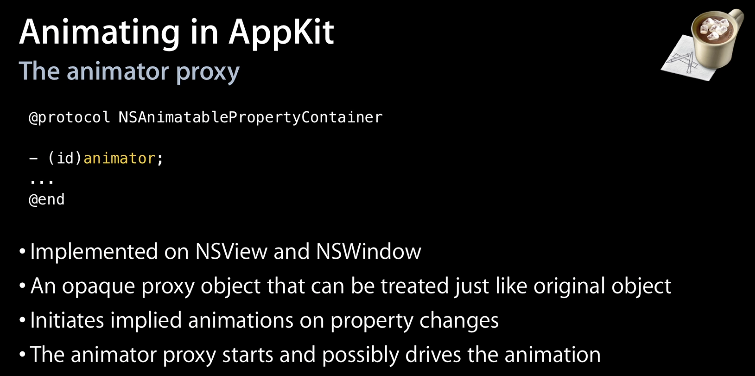 Animating in AppKit
The animator proxy
@protocol NSAnimatablePropertyContainer
- (id)animator;
...
@end
• Implemented on NSView and NSWindow
• An opaque proxy object that can be treated just like original object
• Initiates implied animations on property changes
• The animator proxy starts and possibly drives the animation